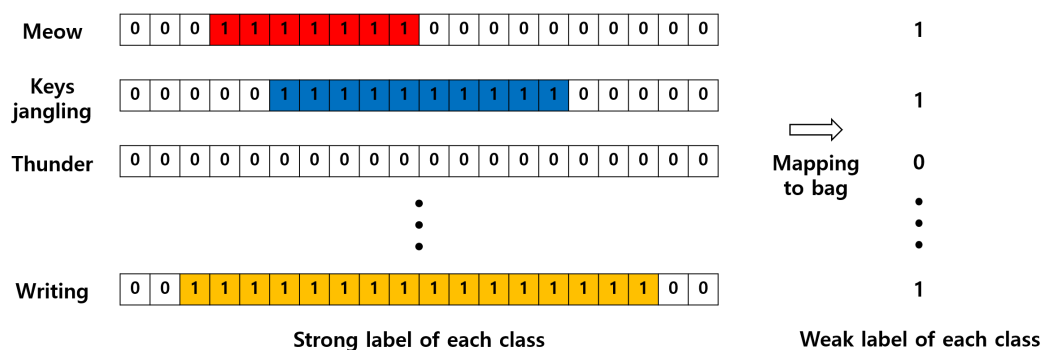 Meow 0 0 0 1 1 1 1 1 1 1 0 0 0 0 0 0 0 0 0 0 1
Keys
jangling 0 0 0 0 0 1 1 1 1 1 1 1 1 1 1 0 0 0 0 0 1
Thunder 0 0 0 0 0 0 0 0 0 0 0 0 0 0 0 0 0 0 0 0 0
Mapping
to bag
Writing 0 0 1 1 1 1 1 1 1 1 1 1 1 1 1 1 1 1 0 0 1
Strong label of each class
Weak label of each class